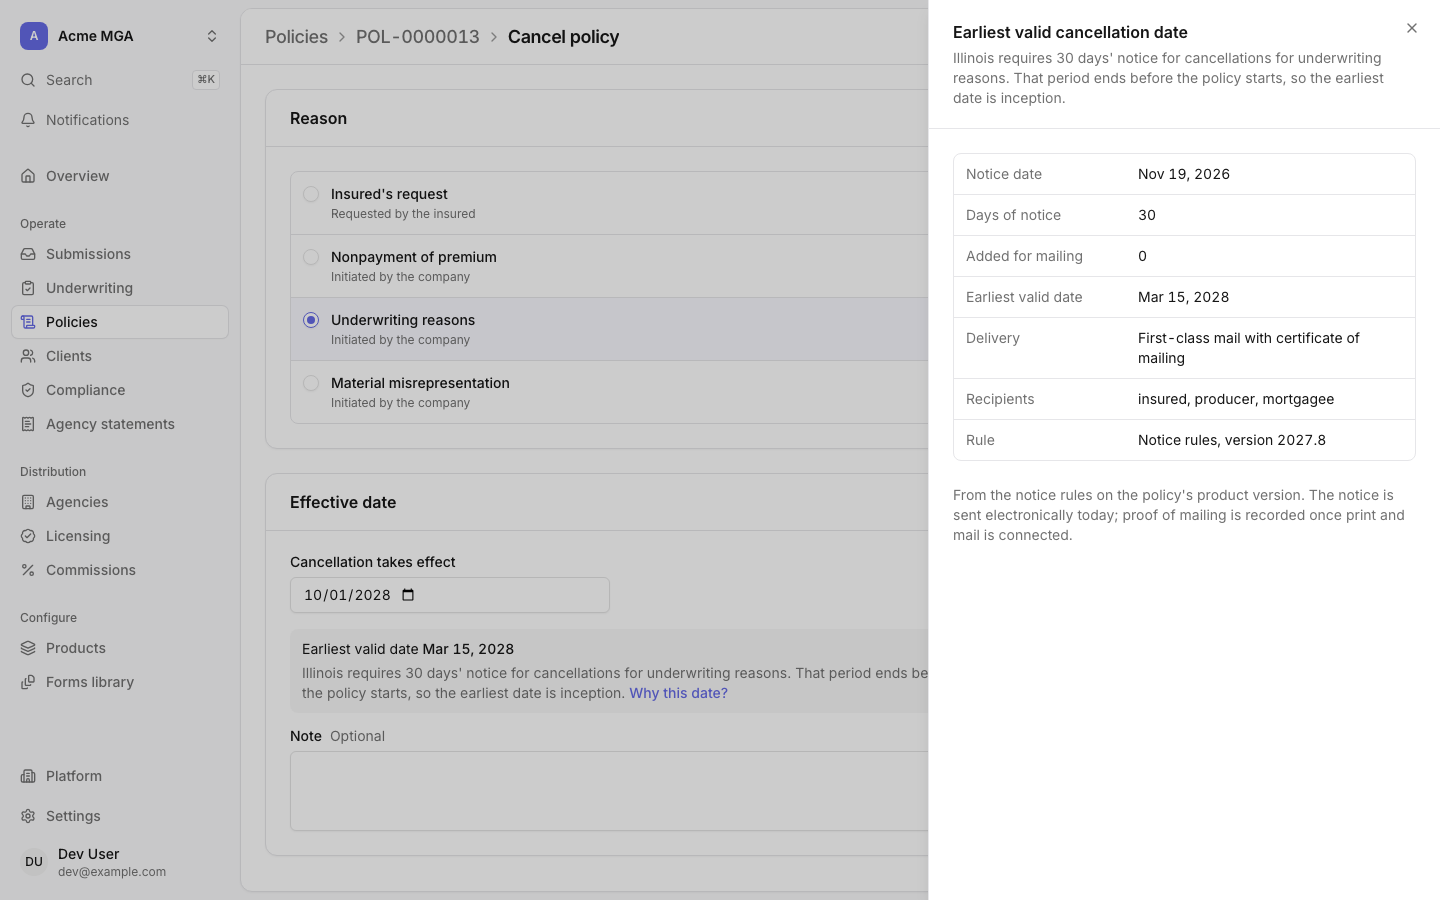 A
Acme MGA
Search
⌘K
Notifications
Overview
Operate
Submissions
Underwriting
Policies
Clients
Compliance
Agency statements
Distribution
Agencies
Licensing
Commissions
Configure
Products
Forms library
Platform
Settings
DU
Dev User
dev@example.com
Policies > POL-0000013 > Cancel policy
Reason
Insured's request
Requested by the insured
Nonpayment of premium
Initiated by the company
Underwriting reasons
Initiated by the company
Material misrepresentation
Initiated by the company
Effective date
Cancellation takes effect
10/01/2028
Earliest valid date Mar 15, 2028
Illinois requires 30 days' notice for cancellations for underwriting reasons. That period ends be
the policy starts, so the earliest date is inception. Why this date?
Note Optional
Earliest valid cancellation date
Illinois requires 30 days' notice for cancellations for underwriting
reasons. That period ends before the policy starts, so the earliest
date is inception.
Notice date Nov 19, 2026
Days of notice 30
Added for mailing 0
Earliest valid date Mar 15, 2028
Delivery First-class mail with certificate of
mailing
Recipients insured, producer, mortgagee
Rule Notice rules, version 2027.8
From the notice rules on the policy's product version. The notice is
sent electronically today; proof of mailing is recorded once print and
mail is connected.